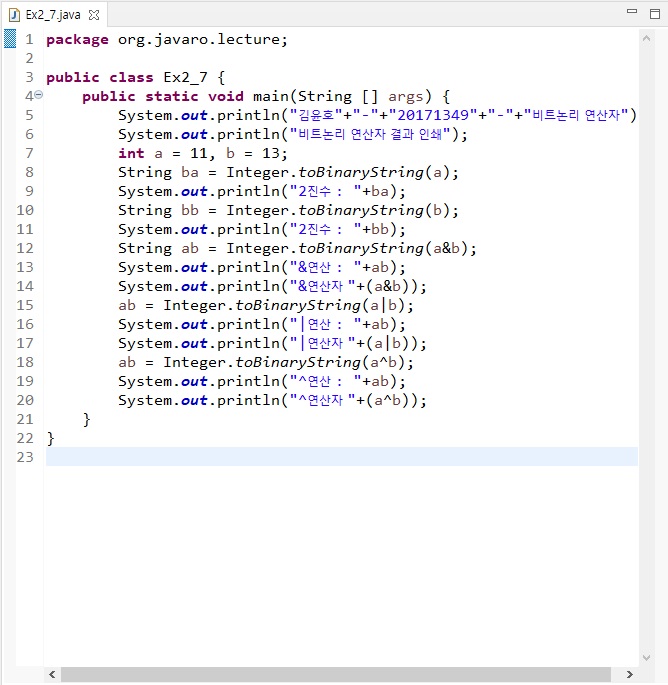 Ex2_7.java
1 package org.javaro.lecture;
2
3 public class Ex2_7 {
4 public static void main(String [] args) {
5 System.out.println("김윤호"+"-"+"20171349"+"-"+"비트논리 연산자")
6 System.out.println("비트논리 연산자 결과 인쇄");
7 int a = 11, b = 13;
8 String ba = Integer.toBinaryString(a);
9 System.out.println("2진수 : "+ba);
10 String bb = Integer.toBinaryString(b);
11 System.out.println("2진수 : "+bb);
12 String ab = Integer.toBinaryString(a&b);
13 System.out.println("&연산 : "+ab);
14 System.out.println("&연산자 "+(a&b));
15 ab = Integer.toBinaryString(a|b);
16 System.out.println("|연산 : "+ab);
17 System.out.println("|연산자 "+(a|b));
18 ab = Integer.toBinaryString(a^b);
19 System.out.println("^연산 : "+ab);
20 System.out.println("^연산자 "+(a^b));
21 }
22 }
23